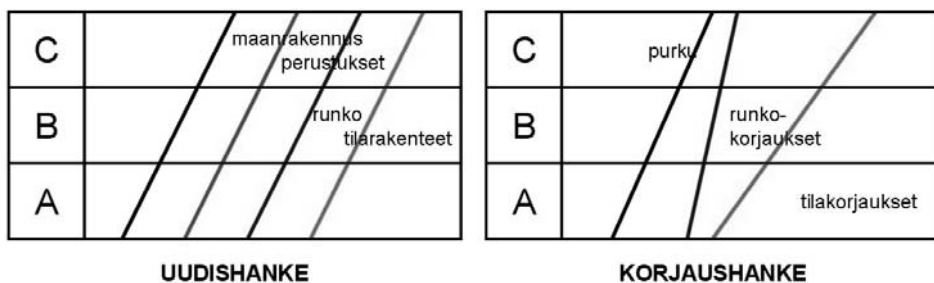 C
maanrakennus
perustukset
B
runko
tilarakenteet
A
UUDISHANKE
C
purku
B
runko-
korjaukset
A
tilakorjaukset
KORJAUSHANKE